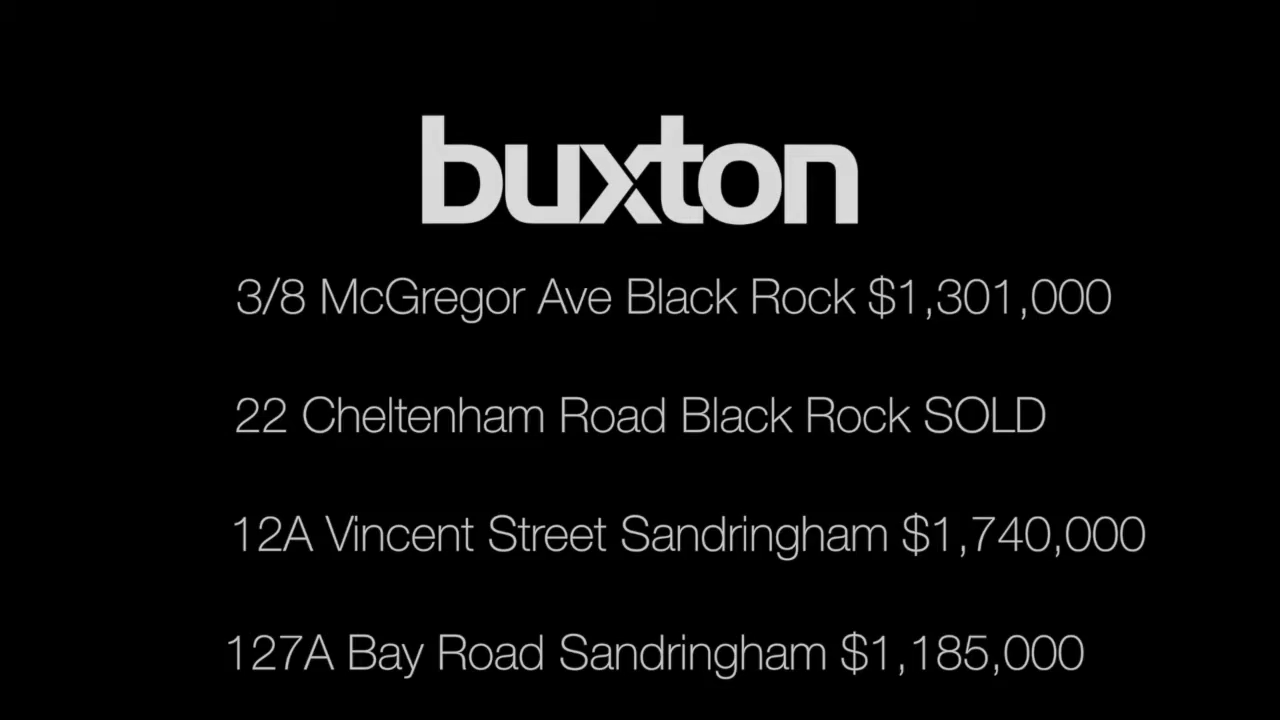 buxton
3/8 McGregor Ave Black Rock $1,301,000
22 Cheltenham Road Black Rock SOLD
12A Vincent Street Sandringham $1,740,000
127A Bay Road Sandringham $1,185,000